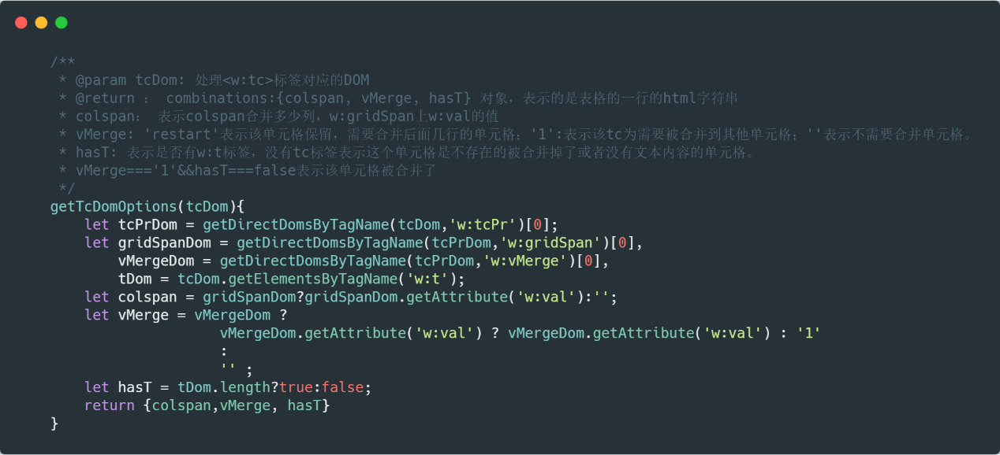 /**
 * @param tcDom: 处理<w:tc>标签对应的DOM
 * @return ： combinations:{colspan, vMerge, hasT} 对象，表示的是表格的一行的html字符串
 * colspan： 表示colspan合并多少列，w:gridSpan上w:val的值
 * vMerge: 'restart'表示该单元格保留，需要合并后面几行的单元格；'1':表示该tc为需要被合并到其他单元格；''表示不需要合并单元格。
 * hasT: 表示是否有w:t标签，没有tc标签表示这个单元格是不存在的被合并掉了或者没有文本内容的单元格。
 * vMerge==='1'&&hasT===false表示该单元格被合并了
 */
getTcDomOptions(tcDom){
    let tcPrDom = getDirectDomsByTagName(tcDom,'w:tcPr')[0];
    let gridSpanDom = getDirectDomsByTagName(tcPrDom,'w:gridSpan')[0],
        vMergeDom = getDirectDomsByTagName(tcPrDom,'w:vMerge')[0],
        tDom = tcDom.getElementsByTagName('w:t');
    let colspan = gridSpanDom?gridSpanDom.getAttribute('w:val'):'';
    let vMerge = vMergeDom ?
                    vMergeDom.getAttribute('w:val') ? vMergeDom.getAttribute('w:val') : '1'
                    :
                    '' ;
    let hasT = tDom.length?true:false;
    return {colspan,vMerge, hasT}
}